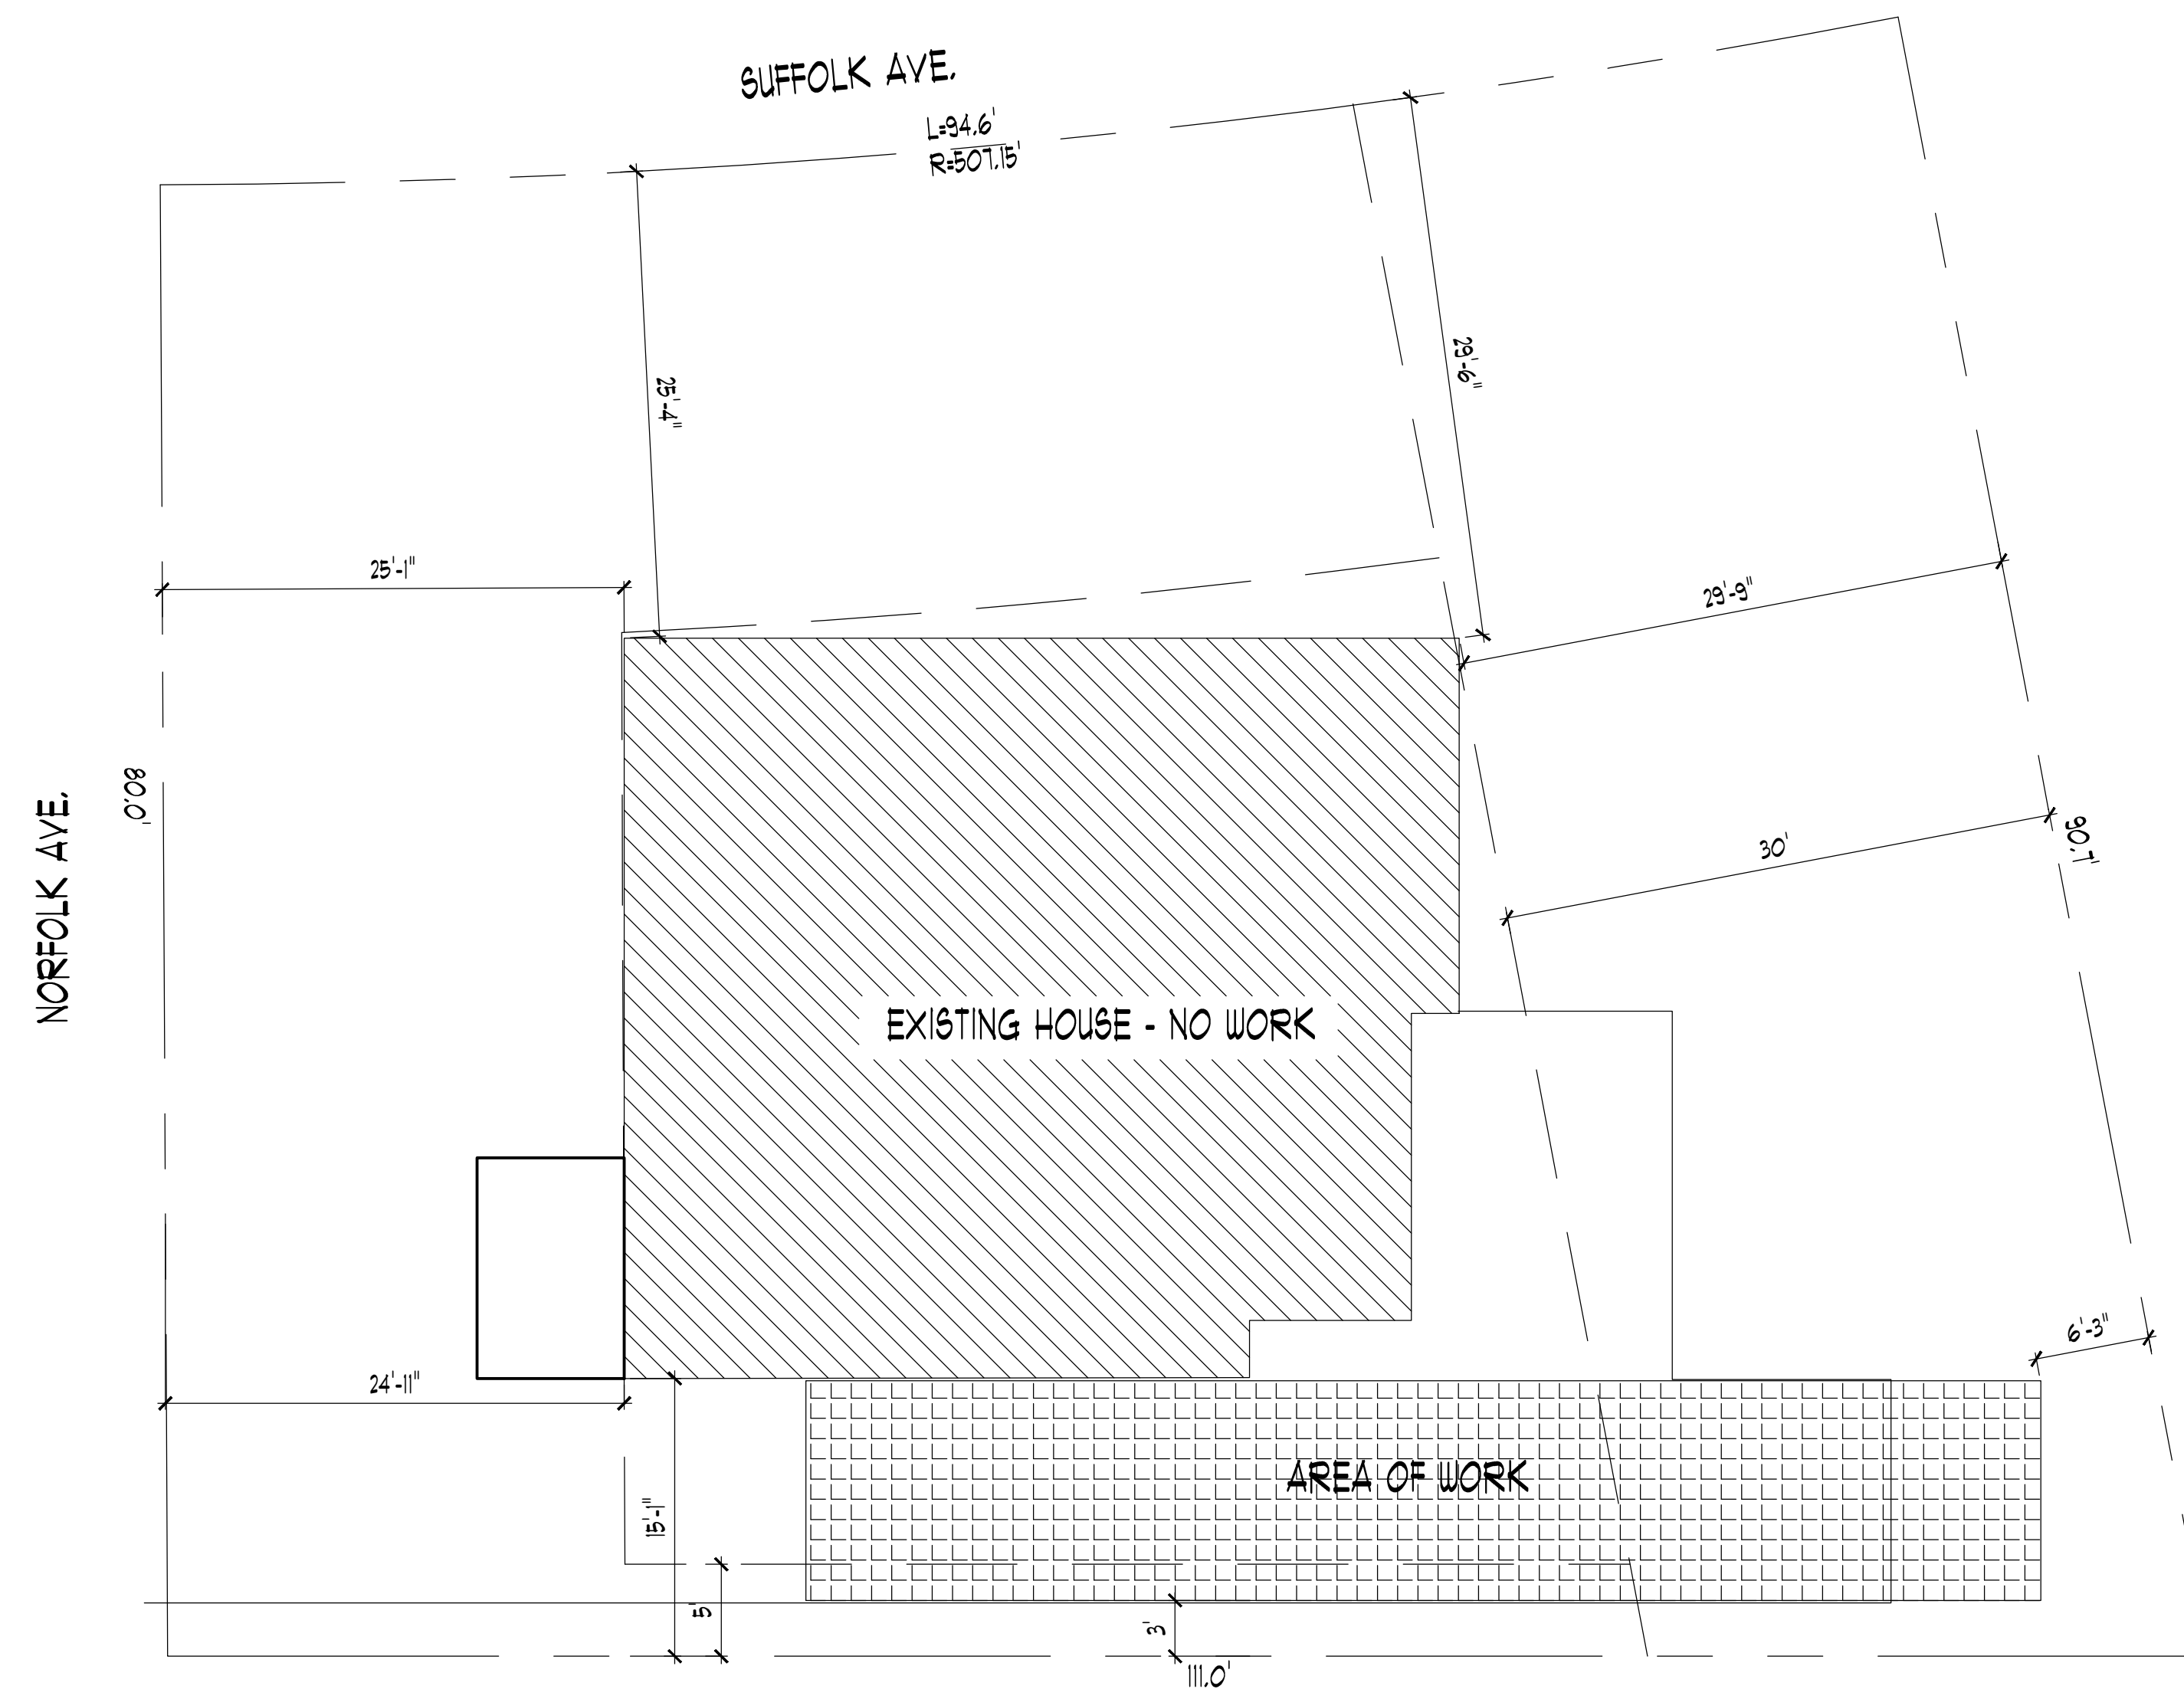 SUFFOLK AVE.
L=94.6'
R=507.15'
29'-6"
25'-4"
25'-1"
29'-9"
80.0'
NORFOLK AVE.
30'
90.7'
EXISTING HOUSE - NO WORK
6'-3"
24'-11"
AREA OF WORK
15'-1"
5'
3'
111.0'